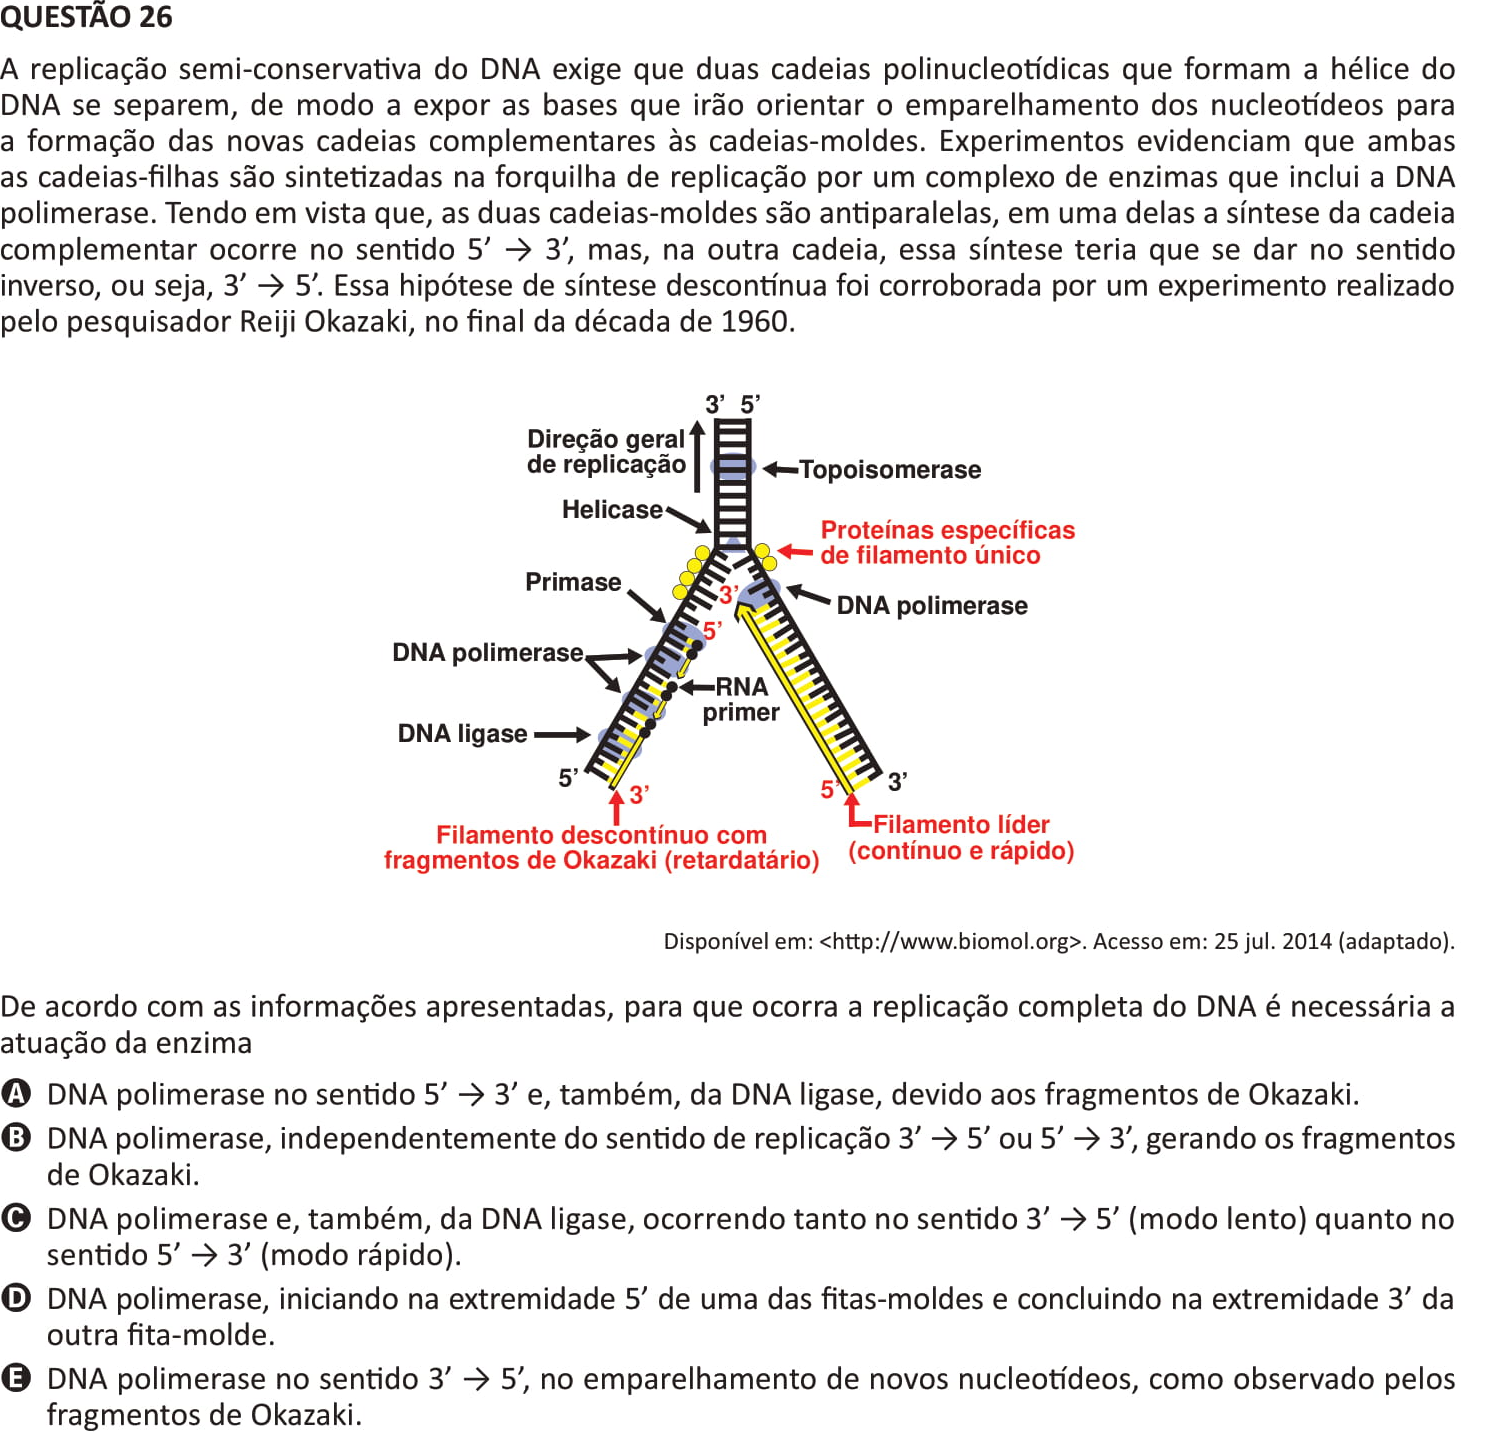 QUESTÃO 26
A replicação semi-conservativa do DNA exige que duas cadeias polinucleotídicas que formam a hélice do
DNA se separem, de modo a expor as bases que irão orientar o emparelhamento dos nucleotídeos para
a formação das novas cadeias complementares às cadeias-moldes. Experimentos evidenciam que ambas
as cadeias-filhas são sintetizadas na forquilha de replicação por um complexo de enzimas que inclui a DNA
polimerase. Tendo em vista que, as duas cadeias-moldes são antiparalelas, em uma delas a síntese da cadeia
complementar ocorre no sentido 5’ → 3’, mas, na outra cadeia, essa síntese teria que se dar no sentido
inverso, ou seja, 3’ → 5’. Essa hipótese de síntese descontínua foi corroborada por um experimento realizado
pelo pesquisador Reiji Okazaki, no final da década de 1960.
3’ 5’
Direção geral
de replicação
Topoisomerase
Helicase
Proteínas específicas
de filamento único
Primase
3’
DNA polimerase
5’
DNA polimerase
RNA
primer
DNA ligase
5’
3’
5’
3’
Filamento descontínuo com
fragmentos de Okazaki (retardatário)
Filamento líder
(contínuo e rápido)
Disponível em: <http://www.biomol.org>. Acesso em: 25 jul. 2014 (adaptado).
De acordo com as informações apresentadas, para que ocorra a replicação completa do DNA é necessária a
atuação da enzima
A DNA polimerase no sentido 5’ → 3’ e, também, da DNA ligase, devido aos fragmentos de Okazaki.
B DNA polimerase, independentemente do sentido de replicação 3’ → 5’ ou 5’ → 3’, gerando os fragmentos
de Okazaki.
C DNA polimerase e, também, da DNA ligase, ocorrendo tanto no sentido 3’ → 5’ (modo lento) quanto no
sentido 5’ → 3’ (modo rápido).
D DNA polimerase, iniciando na extremidade 5’ de uma das fitas-moldes e concluindo na extremidade 3’ da
outra fita-molde.
E DNA polimerase no sentido 3’ → 5’, no emparelhamento de novos nucleotídeos, como observado pelos
fragmentos de Okazaki.